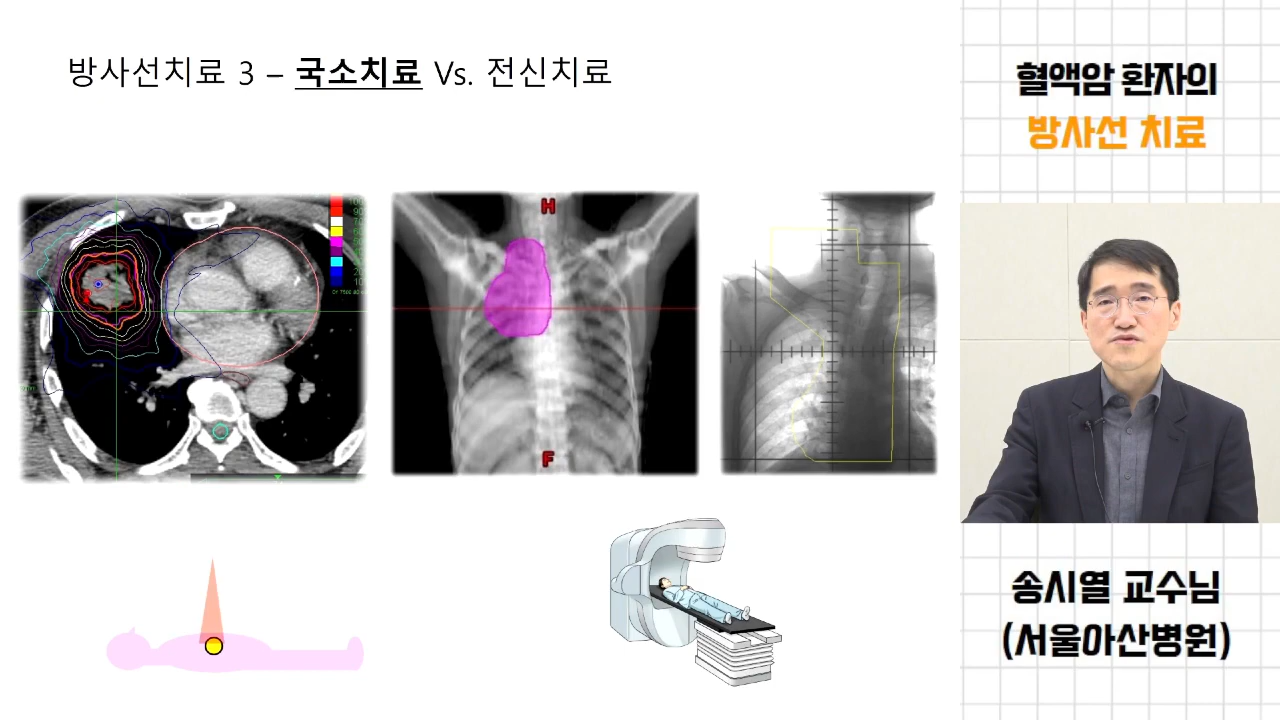 방사선치료 3 – 국소치료 Vs. 전신치료
혈액암 환자의
방사선 치료
H
F
송시열 교수님
(서울아산병원)